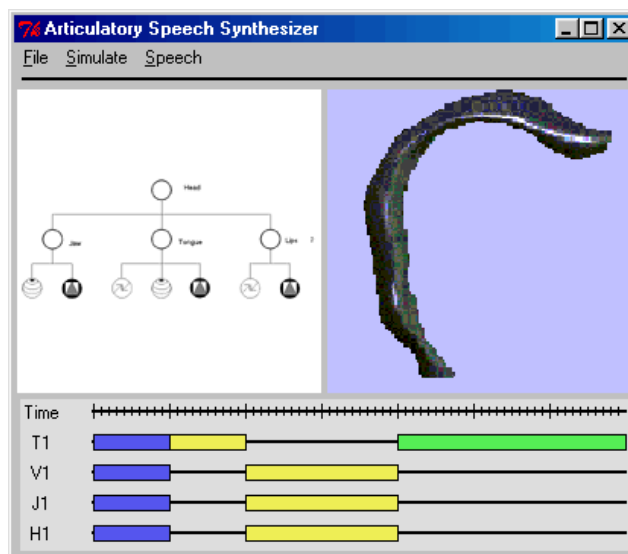 Articulatory Speech Synthesizer
File Simulate Speech
Head
Jaw Tongue Lips ?
Time
T1
V1
J1
H1